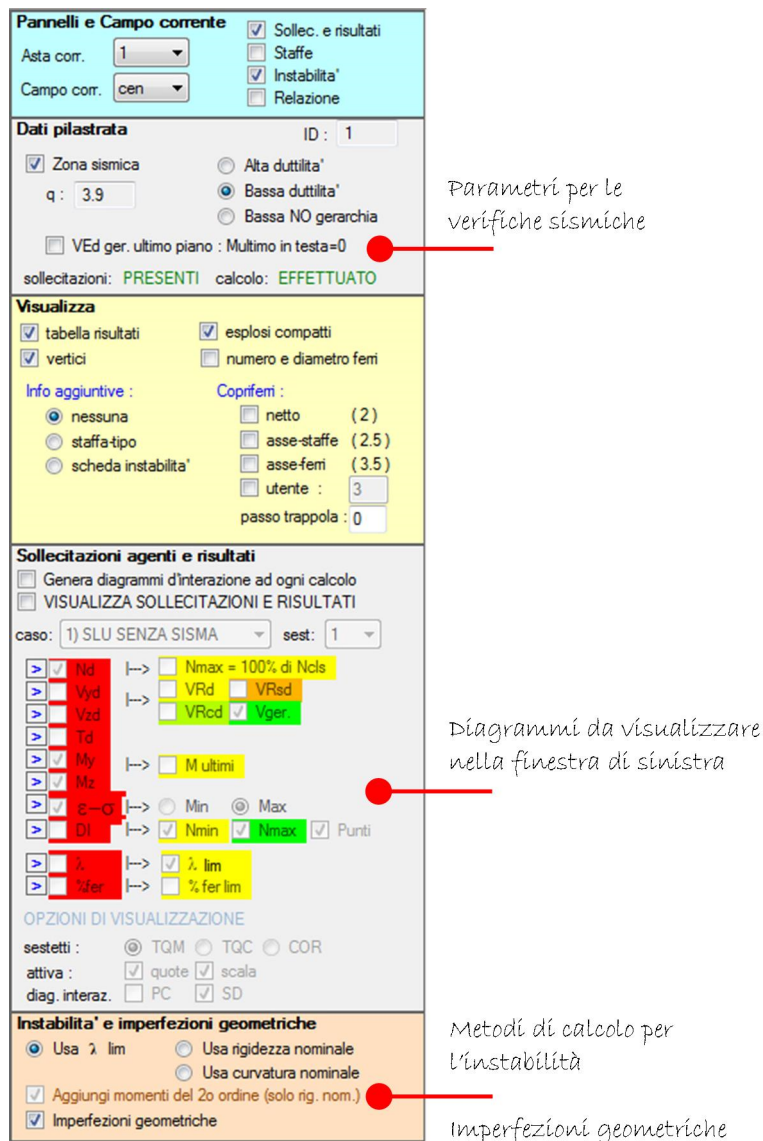 Pannelli e Campo corrente
Sollec. e risultati
Asta corr. 1
Staffe
Instabilita'
Campo corr. cen
Relazione
Dati pilastrata
ID : 1
Zona sismica
Alta duttilita'
q : 3.9
Bassa duttilita'
Bassa NO gerarchia
VEd ger. ultimo piano : Multimo in testa=0
sollecitazioni: PRESENTI calcolo: EFFETTUATO
Parametri per le
verifiche sismiche
Visualizza
tabella risultati
esplosi compatti
vertici
numero e diametro ferri
Info aggiuntive :
Copriferri :
nessuna
netto (2)
staffa-tipo
asse-staffe (2.5)
scheda instabilita'
asse-ferri (3.5)
utente : 3
passo trappola : 0
Sollecitazioni agenti e risultati
Genera diagrammi d'interazione ad ogni calcolo
VISUALIZZA SOLLECITAZIONI E RISULTATI
caso: 1) SLU SENZA SISMA sest: 1
> Nd |--> Nmax = 100% di Ncls
> Vyd |--> VRd VRsd
> Vzd VRcd Vger.
> Td
> My |--> M ultimi
> Mz
> ε-σ |--> Min Max
> DI |--> Nmin Nmax Punti
> λ |--> λ lim
> %fer |--> % fer lim
Diagrammi da visualizzare
nella finestra di sinistra
OPZIONI DI VISUALIZZAZIONE
sestetti : TQM TQC COR
attiva : quote scala
diag. interaz. PC SD
Instabilita' e imperfezioni geometriche
Usa λ lim
Usa rigidezza nominale
Usa curvatura nominale
Aggiungi momenti del 2o ordine (solo rig. nom.)
Imperfezioni geometriche
Metodi di calcolo per
l'instabilità
Imperfezioni geometriche